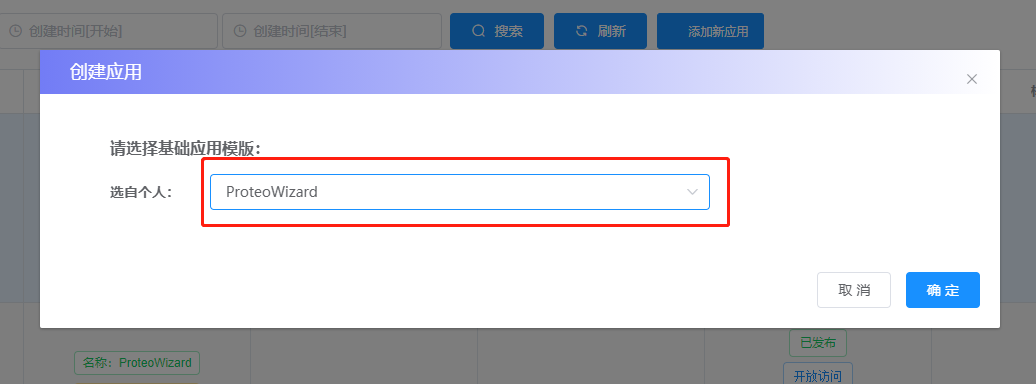 创建时间[开始] 创建时间[结束] 搜索 刷新 添加新应用
创建应用
请选择基础应用模版：
选自个人： ProteoWizard
取 消 确 定
已发布
名称：ProteoWizard
开放访问